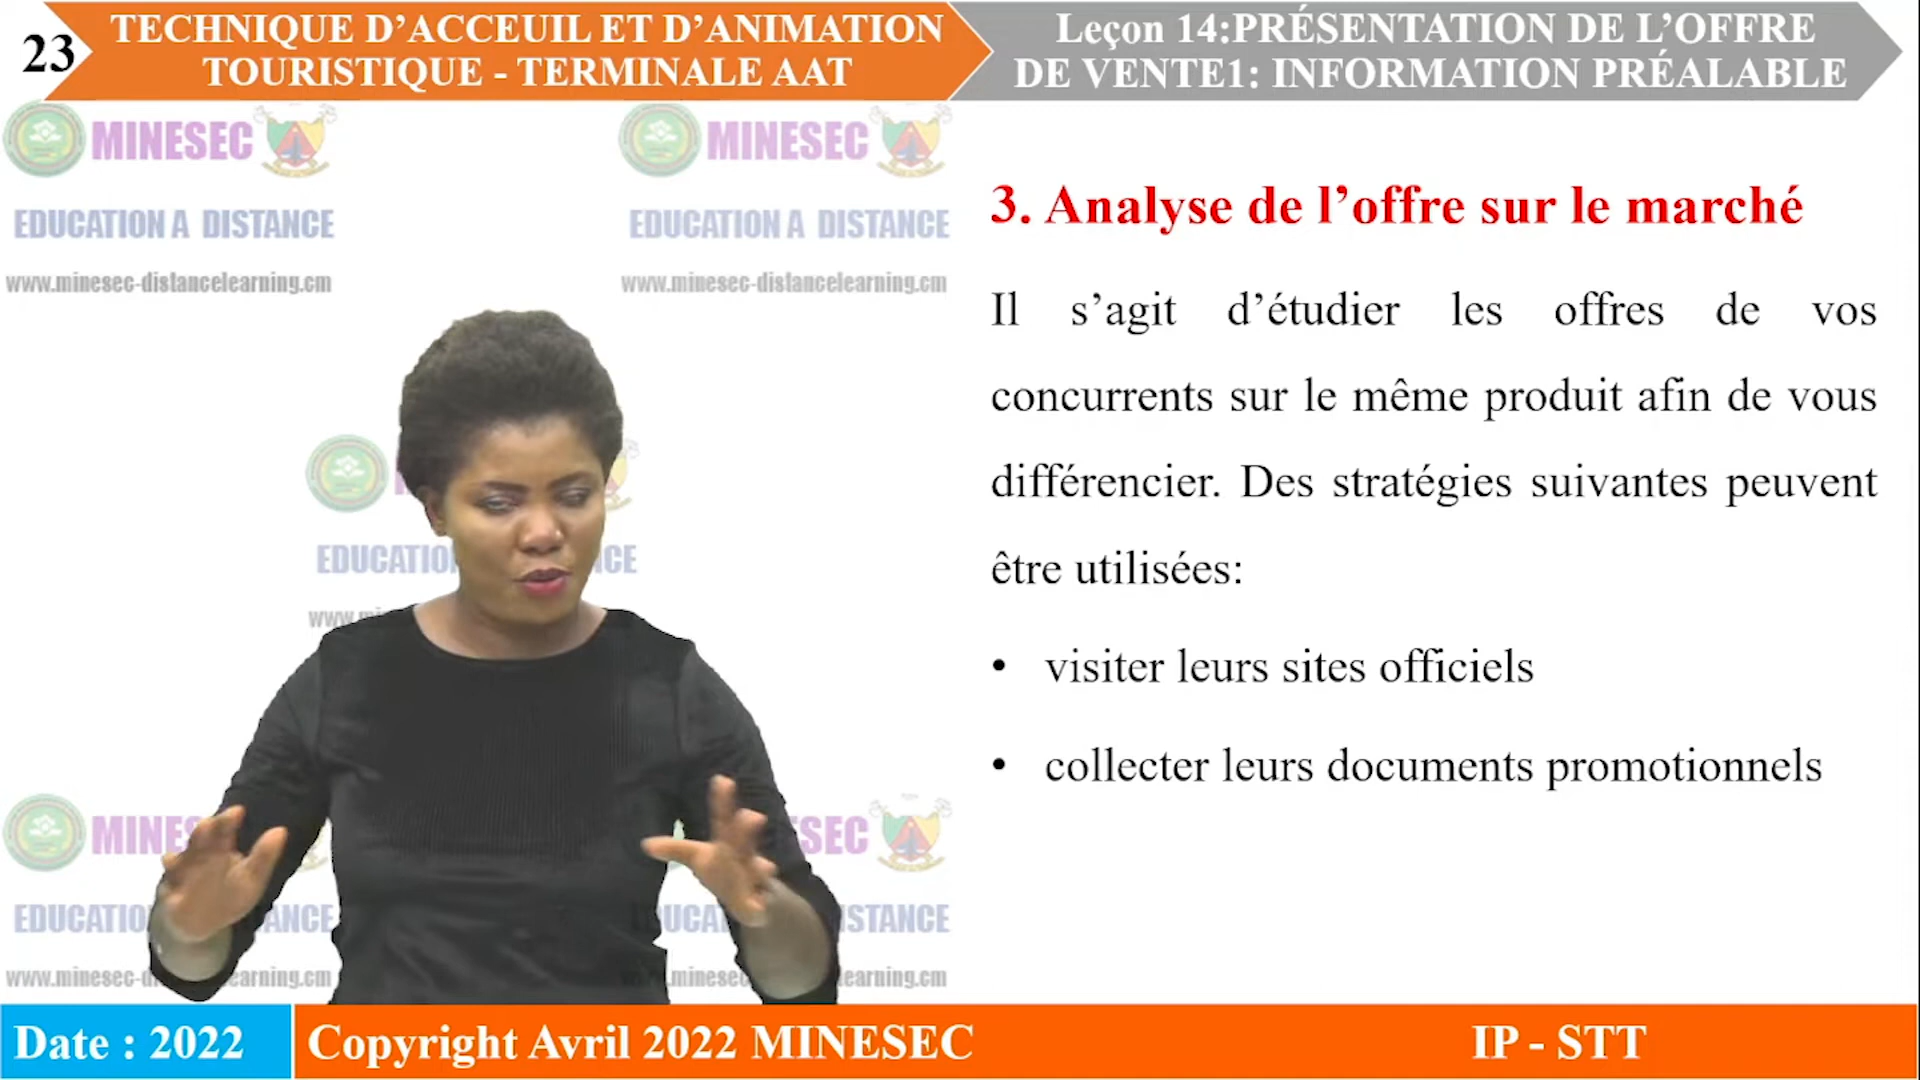 23
TECHNIQUE D’ACCEUIL ET D’ANIMATION
TOURISTIQUE - TERMINALE AAT
Leçon 14:PRÉSENTATION DE L’OFFRE
DE VENTE1: INFORMATION PRÉALABLE
MINESEC
EDUCATION A DISTANCE
www.minesec-distancelearning.cm
MINESEC
EDUCATION A DISTANCE
www.minesec-distancelearning.cm
3. Analyse de l’offre sur le marché
Il s’agit d’étudier les offres de vos
concurrents sur le même produit afin de vous
différencier. Des stratégies suivantes peuvent
être utilisées:
• visiter leurs sites officiels
• collecter leurs documents promotionnels
Date : 2022
Copyright Avril 2022 MINESEC
IP - STT